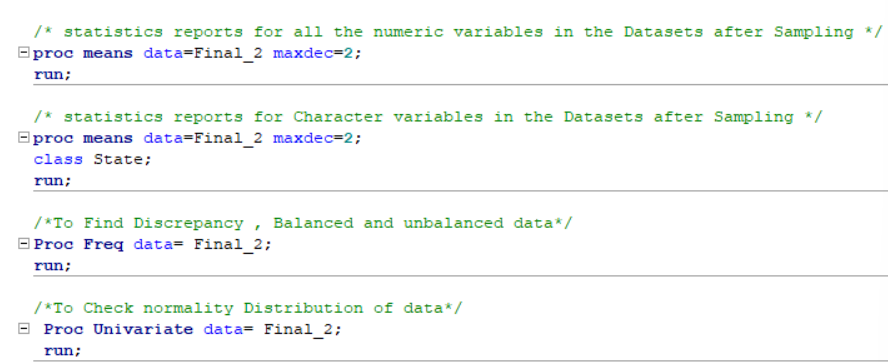 /* statistics reports for all the numeric variables in the Datasets after Sampling */
proc means data=Final_2 maxdec=2;
run;
/* statistics reports for Character variables in the Datasets after Sampling */
proc means data=Final_2 maxdec=2;
class State;
run;
/*To Find Discrepancy , Balanced and unbalanced data*/
Proc Freq data= Final_2;
run;
/*To Check normality Distribution of data*/
Proc Univariate data= Final_2;
run;